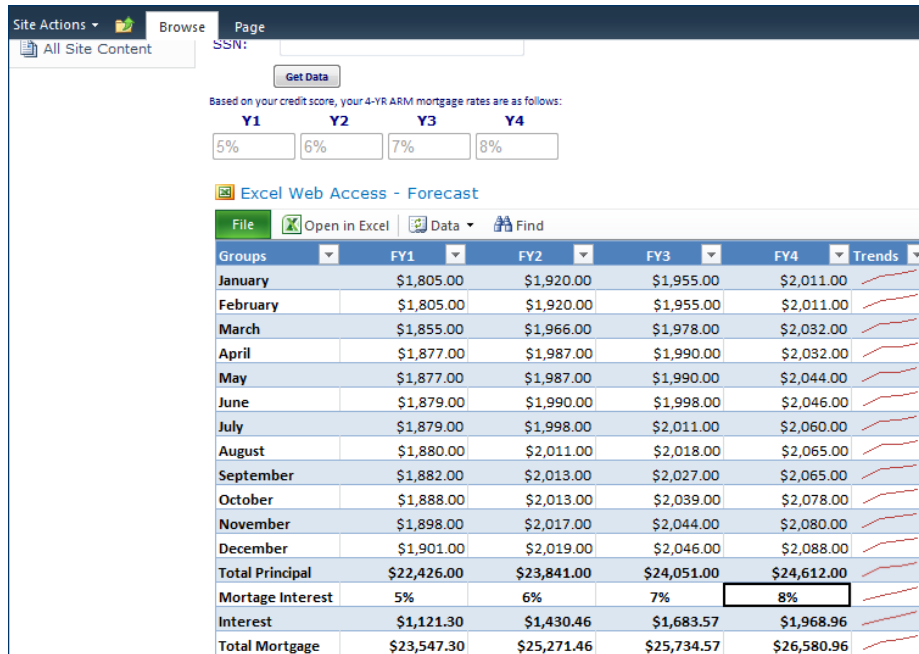 Site Actions Browse Page
All Site Content
SSN:
Get Data
Based on your credit score, your 4-YR ARM mortgage rates are as follows:
Y1 Y2 Y3 Y4
5% 6% 7% 8%
Excel Web Access - Forecast
File Open in Excel Data Find
Groups FY1 FY2 FY3 FY4 Trends
January $1,805.00 $1,920.00 $1,955.00 $2,011.00
February $1,805.00 $1,920.00 $1,955.00 $2,011.00
March $1,855.00 $1,966.00 $1,978.00 $2,032.00
April $1,877.00 $1,987.00 $1,990.00 $2,032.00
May $1,877.00 $1,987.00 $1,990.00 $2,044.00
June $1,879.00 $1,990.00 $1,998.00 $2,046.00
July $1,879.00 $1,998.00 $2,011.00 $2,060.00
August $1,880.00 $2,011.00 $2,018.00 $2,065.00
September $1,882.00 $2,013.00 $2,027.00 $2,065.00
October $1,888.00 $2,013.00 $2,039.00 $2,078.00
November $1,898.00 $2,017.00 $2,044.00 $2,080.00
December $1,901.00 $2,019.00 $2,046.00 $2,088.00
Total Principal $22,426.00 $23,841.00 $24,051.00 $24,612.00
Mortage Interest 5% 6% 7% 8%
Interest $1,121.30 $1,430.46 $1,683.57 $1,968.96
Total Mortgage $23,547.30 $25,271.46 $25,734.57 $26,580.96